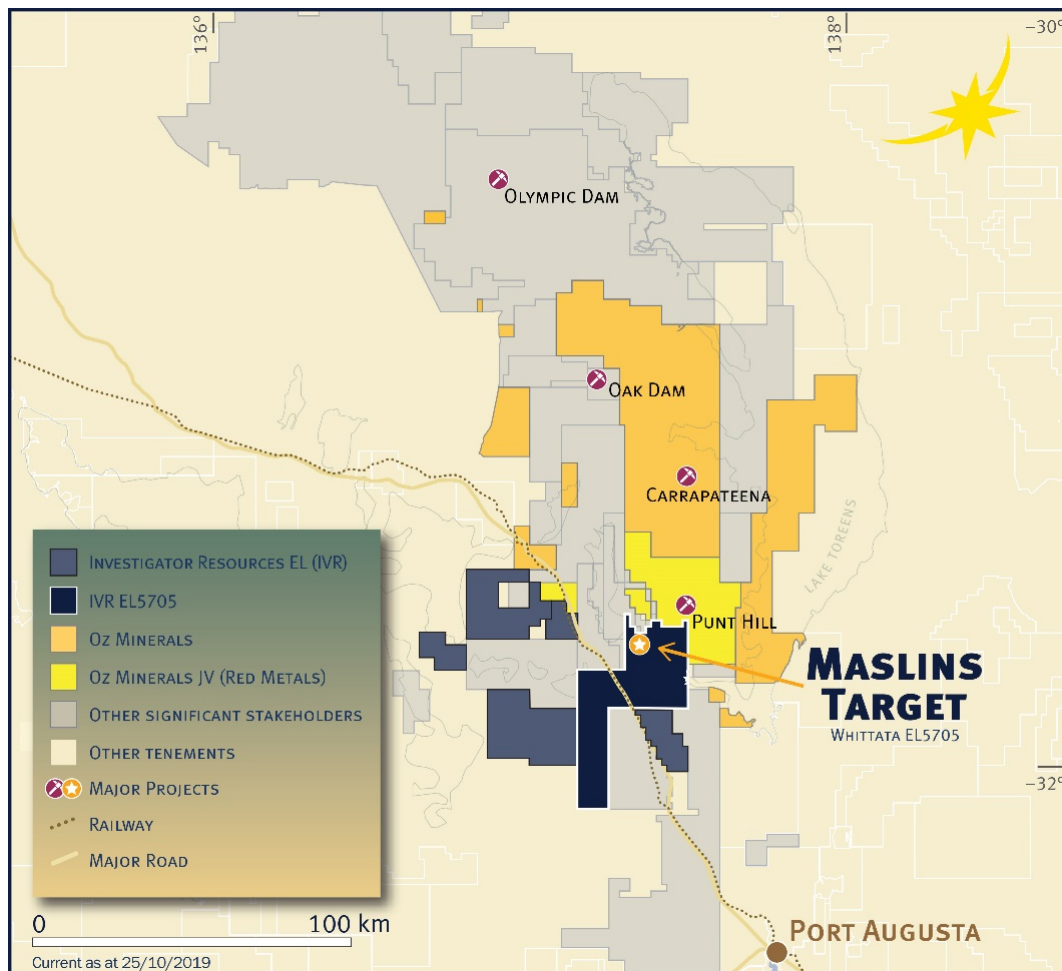 136°
138°
–30°
Olympic Dam
Oak Dam
Carrapateena
Lake Toreens
Punt Hill
Maslins
Target
Whittata EL5705
–32°
Investigator Resources EL (IVR)
IVR EL5705
Oz Minerals
Oz Minerals JV (Red Metals)
Other significant stakeholders
Other tenements
Major Projects
Railway
Major Road
0 100 km
Current as at 25/10/2019
Port Augusta